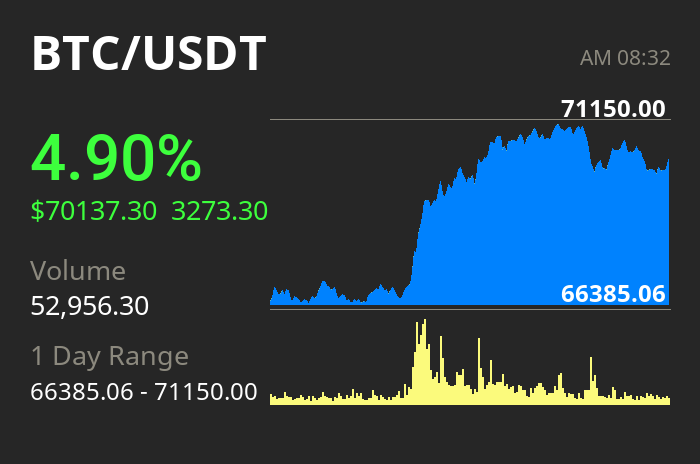 BTC/USDT
AM 08:32
71150.00
4.90%
$70137.30 3273.30
Volume
52,956.30
66385.06
1 Day Range
66385.06 - 71150.00